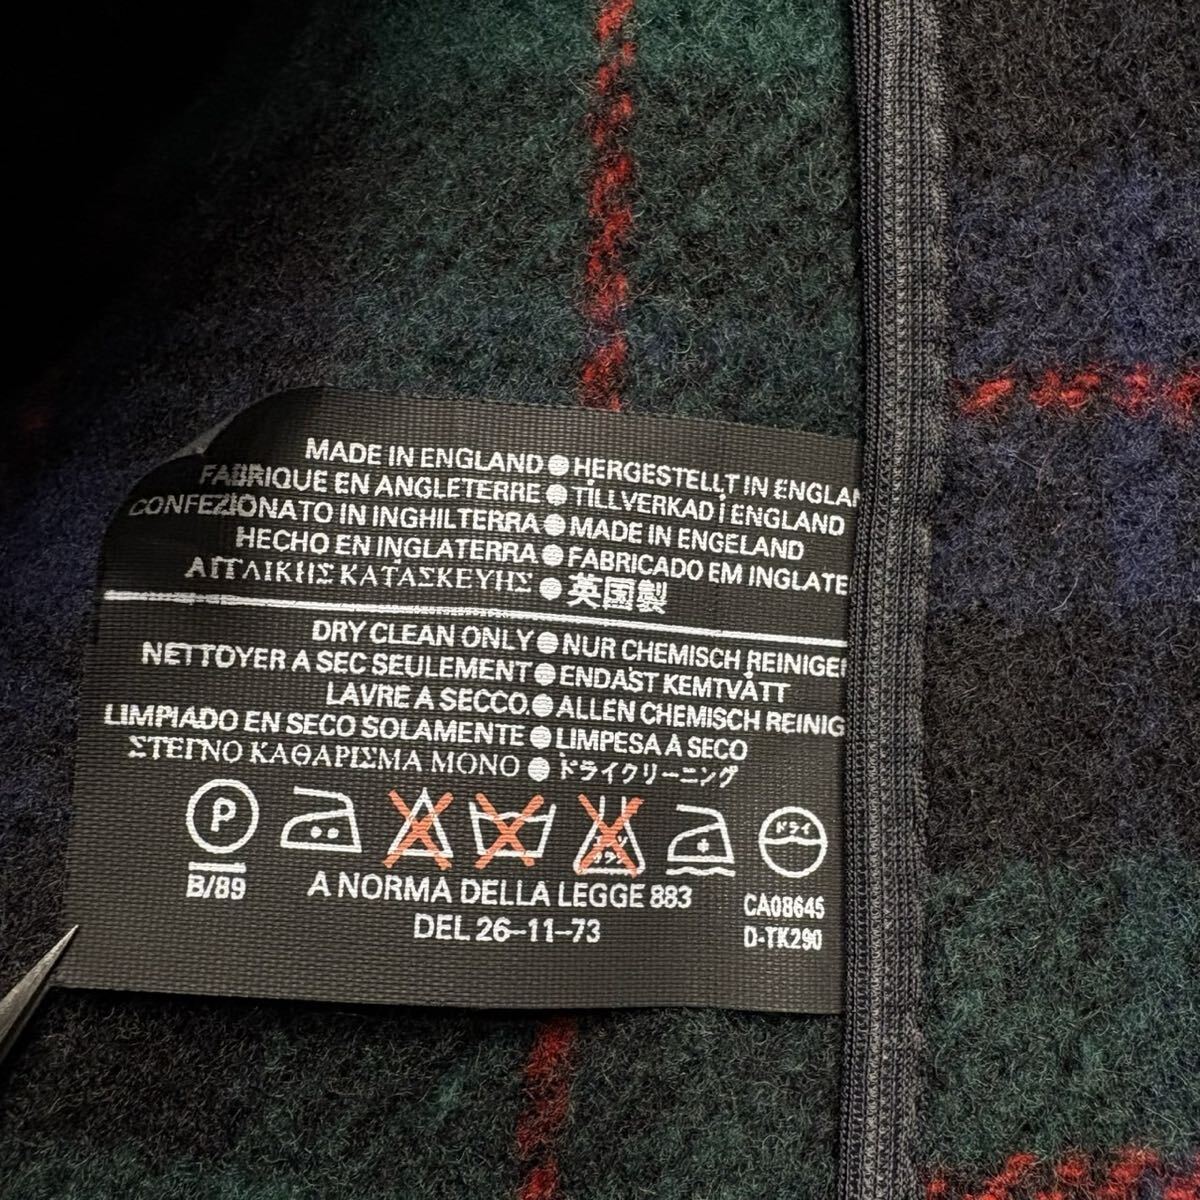 MADE IN ENGLAND ● HERGESTELLT IN ENGLAN
FABRIQUE EN ANGLETERRE ● TILLVERKAD I ENGLAND
CONFEZIONATO IN INGHILTERRA ● MADE IN ENGELAND
HECHO EN INGLATERRA ● FABRICADO EM INGLATE
ΑΓΓΛΙΚΗΣ ΚΑΤΑΣΚΕΥΗΣ ● 英国製
DRY CLEAN ONLY ● NUR CHEMISCH REINIGE
NETTOYER A SEC SEULEMENT ● ENDAST KEMTVÄTT
LAVRE A SECCO. ● ALLEN CHEMISCH REINIG
LIMPIADO EN SECO SOLAMENTE ● LIMPESA A SECO
ΣΤΕΓΝΟ ΚΑΘΑΡΙΣΜΑ ΜΟΝΟ ● ドライクリーニング
P
ドライ
B/89
A NORMA DELLA LEGGE 883
DEL 26-11-73
CA08645
D-TK290